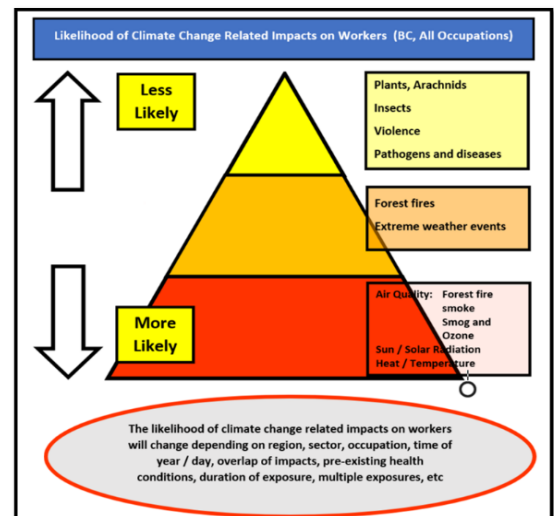 Likelihood of Climate Change Related Impacts on Workers (BC, All Occupations)
Less
Likely
Plants, Arachnids
Insects
Violence
Pathogens and diseases
Forest fires
Extreme weather events
More
Likely
Air Quality: Forest fire
smoke
Smog and
Ozone
Sun / Solar Radiation
Heat / Temperature
The likelihood of climate change related impacts on workers
will change depending on region, sector, occupation, time of
year / day, overlap of impacts, pre-existing health
conditions, duration of exposure, multiple exposures, etc